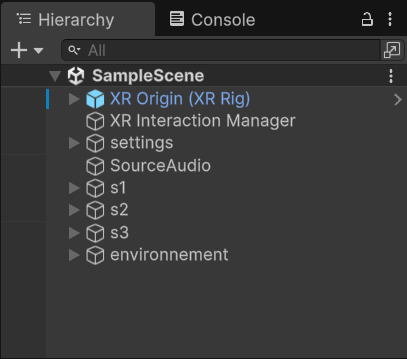 Hierarchy Console
All
SampleScene
XR Origin (XR Rig)
XR Interaction Manager
settings
SourceAudio
s1
s2
s3
environnement